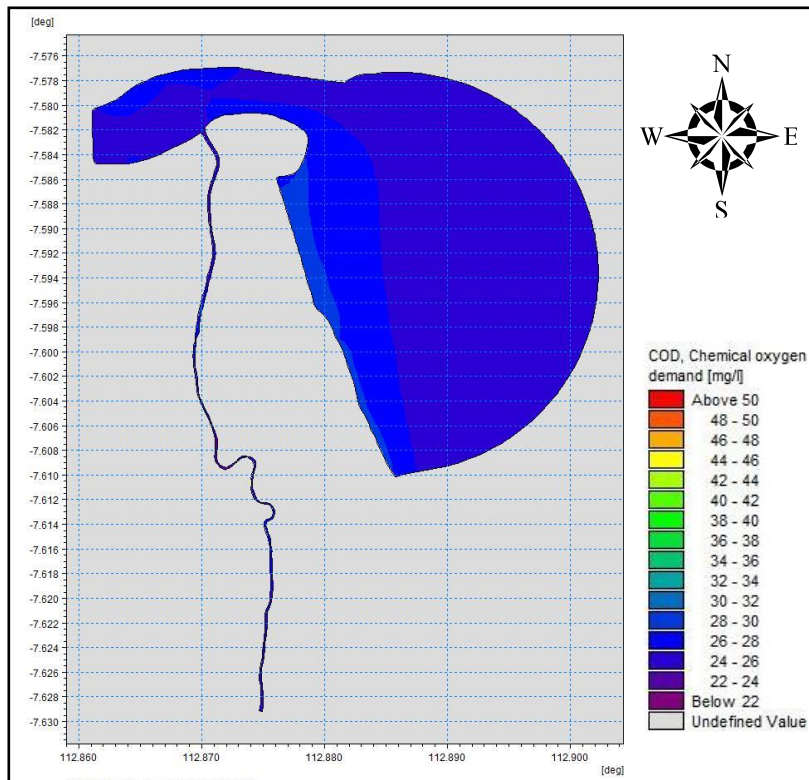 [deg]
-7.576
-7.578
-7.580
-7.582
-7.584
-7.586
-7.588
-7.590
-7.592
-7.594
-7.596
-7.598
-7.600
-7.602
-7.604
-7.606
-7.608
-7.610
-7.612
-7.614
-7.616
-7.618
-7.620
-7.622
-7.624
-7.626
-7.628
-7.630
112.860 112.870 112.880 112.890 112.900
[deg]
N
W E
S
COD, Chemical oxygen
demand [mg/l]
Above 50
48 - 50
46 - 48
44 - 46
42 - 44
40 - 42
38 - 40
36 - 38
34 - 36
32 - 34
30 - 32
28 - 30
26 - 28
24 - 26
22 - 24
Below 22
Undefined Value